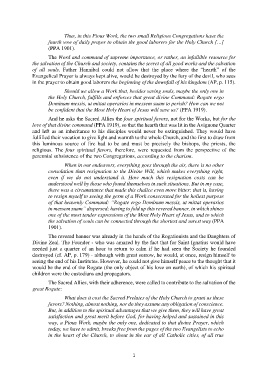 Thus, in this Pious Work, the two small Religious Congregations have the
fourth vow of daily prayer to obtain the good laborers for the Holy Church [...]
(PPA 1901).
The Word and command of supreme importance, or rather, an infallible resource for
the salvation of the Church and society, contains the secret of all good works and the salvation
of all souls. Father Hannibal could not allow that the place where the "hearth" of the
Evangelical Prayer is always kept alive, would be destroyed by the fury of the devil, who sees
in the prayer to obtain good laborers the beginning of the downfall of his kingdom (AP, p. 115).
Should we allow a Work that, besides saving souls, maybe the only one in
the Holy Church, fulfills and enforces that great divine Command: Rogate ergo
Dominum messis, ut mittat operarios in messem suam to perish? How can we not
be confident that the Most Holy Heart of Jesus will save us? (PPA 1919).
And he asks the Sacred Allies the four spiritual favors, not for the Works, but for the
love of this divine command (PPA 1919), so that the hearth that was lit in the Avignone Quarter
and left as an inheritance to his disciples would never be extinguished. They would have
fulfilled their vocation to give light and warmth to the whole Church, and the first to draw from
this luminous source of fire had to be and must be precisely the bishops, the priests, the
religious. The four spiritual favors, therefore, were requested from the perspective of the
perennial subsistence of the two Congregations, according to the charism.
When in our endeavors, everything goes through the air, there is no other
consolation than resignation to the Divine Will, which makes everything right,
even if we do not understand it. How much this resignation costs can be
understood well by those who found themselves in such situations. But in my case,
there was a circumstance that made this chalice even more bitter: that is, having
to resign myself to seeing the germ of a Work consecrated for the holiest purpose
of that heavenly Command: "Rogate ergo Dominum messis, ut mittat operarios
in messem suam" dispersed, having to fold up this revered banner, in which shines
one of the most tender expressions of the Most Holy Heart of Jesus, and to which
the salvation of souls can be connected through the shortest and surest way (PPA
1901).
The revered banner was already in the hands of the Rogationists and the Daughters of
Divine Zeal. The Founder - who was amazed by the fact that for Saint Ignatius would have
needed just a quarter of an hour to return to calm if he had seen the Society he founded
destroyed (cf. AP, p. 179) - although with great sorrow, he would, at once, resign himself to
seeing the end of his Institutes. However, he could not give himself peace to the thought that it
would be the end of the Rogate (the only object of his love on earth), of which his spiritual
children were the custodians and propagators.
The Sacred Allies, with their adherence, were called to contribute to the salvation of the
great Rogate:
What does it cost the Sacred Prelates of the Holy Church to grant us these
favors? Nothing, almost nothing, nor do they assume any obligation of conscience.
But, in addition to the spiritual advantages that we give them, they will have great
satisfaction and great merit before God, for having helped and sustained in this
way, a Pious Work, maybe the only one, dedicated to that divine Prayer, which
today, we have to admit, breaks free from the pages of the two Evangelists to echo
in the heart of the Church, to shout in the ear of all Catholic cities, of all true